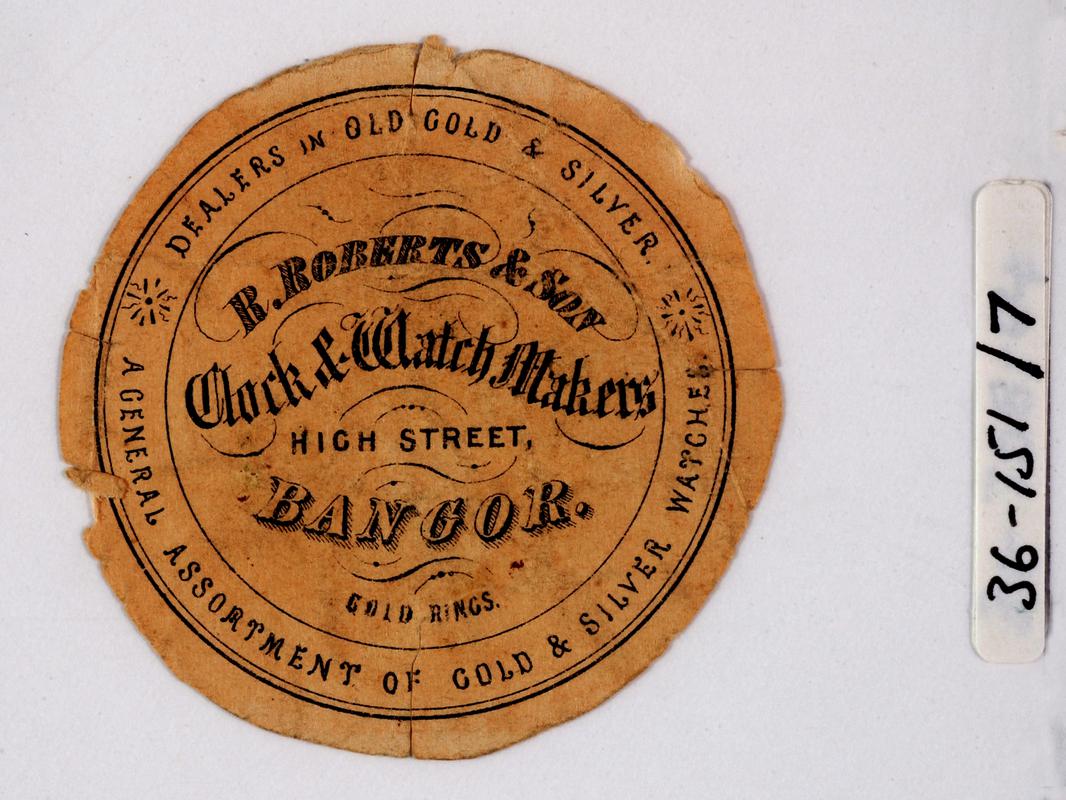 DEALERS IN OLD GOLD & SILVER.
R. ROBERTS & SON
Clock & Watch Makers
HIGH STREET,
BANGOR.
GOLD RINGS.
A GENERAL ASSORTMENT OF GOLD & SILVER WATCHES
36-151/7